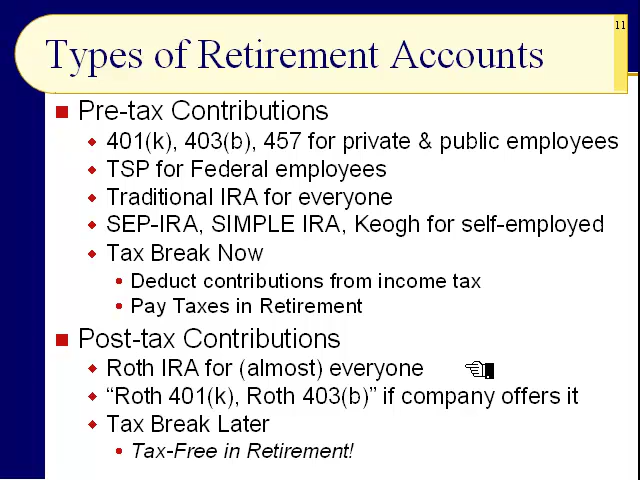 11
Types of Retirement Accounts
Pre-tax Contributions
401(k), 403(b), 457 for private & public employees
TSP for Federal employees
Traditional IRA for everyone
SEP-IRA, SIMPLE IRA, Keogh for self-employed
Tax Break Now
Deduct contributions from income tax
Pay Taxes in Retirement
Post-tax Contributions
Roth IRA for (almost) everyone
“Roth 401(k), Roth 403(b)” if company offers it
Tax Break Later
Tax-Free in Retirement!